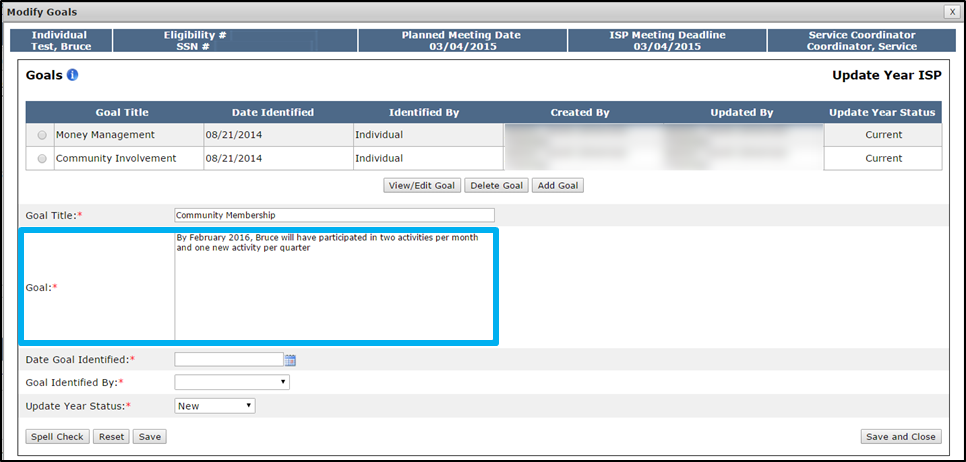 Modify Goals
X
Individual
Test, Bruce
Eligibility #
SSN #
Planned Meeting Date
03/04/2015
ISP Meeting Deadline
03/04/2015
Service Coordinator
Coordinator, Service
Goals i
Update Year ISP
Goal Title Date Identified Identified By Created By Updated By Update Year Status
Money Management 08/21/2014 Individual Current
Community Involvement 08/21/2014 Individual Current
View/Edit Goal Delete Goal Add Goal
Goal Title:* Community Membership
Goal:*
By February 2016, Bruce will have participated in two activities per month
and one new activity per quarter
Date Goal Identified:*
Goal Identified By:*
Update Year Status:* New
Spell Check Reset Save Save and Close